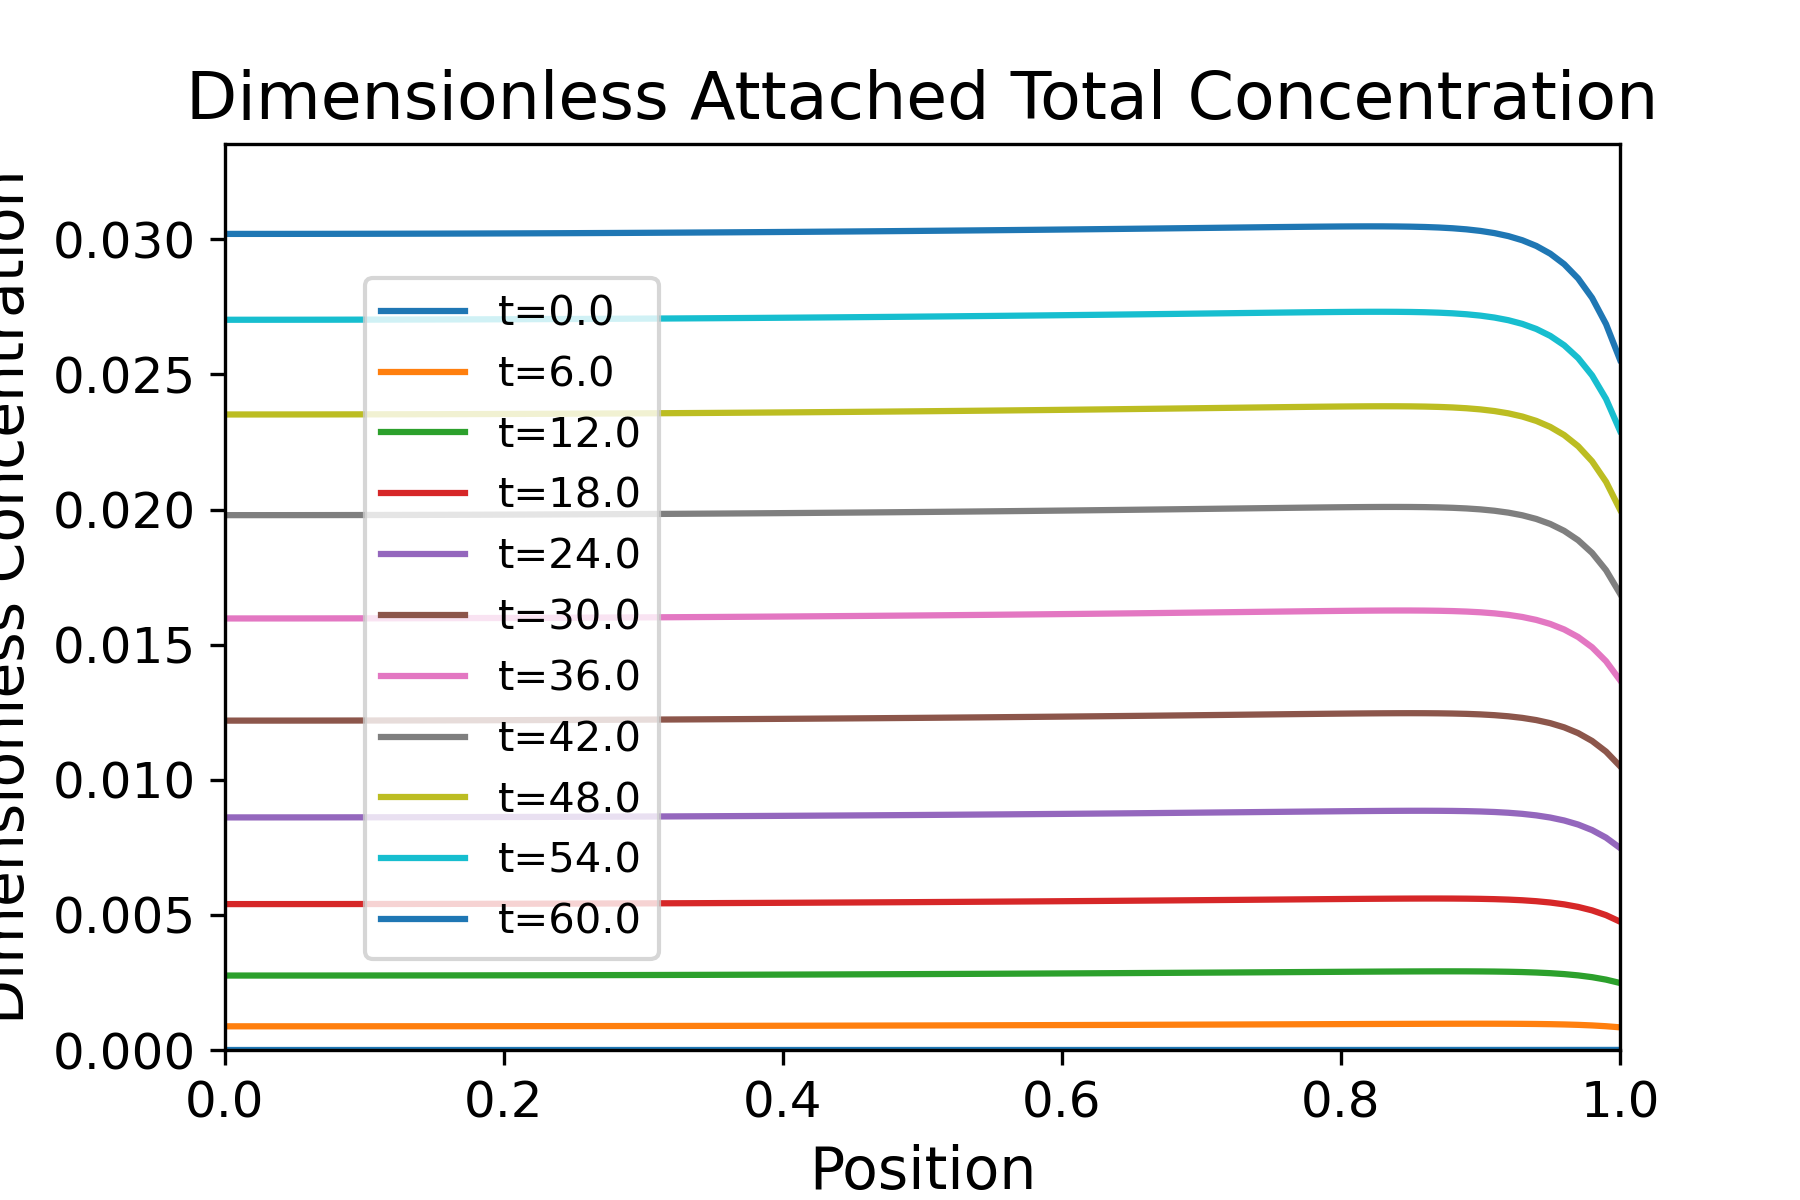 Dimensionless Attached Total Concentration
Dimensionless Concentration
0.030
0.025
0.020
0.015
0.010
0.005
0.000
t=0.0
t=6.0
t=12.0
t=18.0
t=24.0
t=30.0
t=36.0
t=42.0
t=48.0
t=54.0
t=60.0
0.0 0.2 0.4 0.6 0.8 1.0
Position